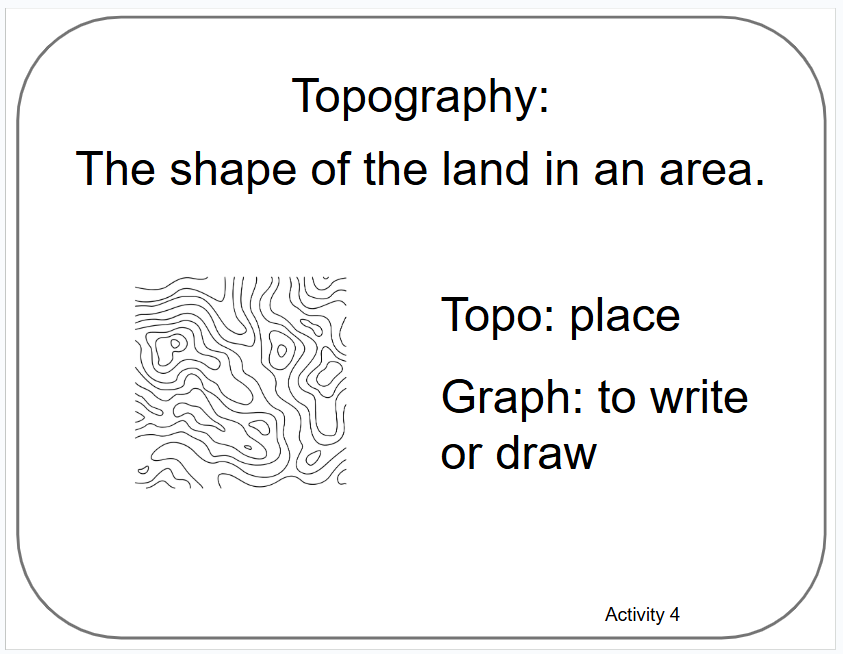 Topography:
The shape of the land in an area.
Topo: place
Graph: to write
or draw
Activity 4